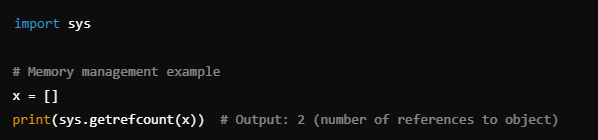 import sys
# Memory management example
x = []
print(sys.getrefcount(x))  # Output: 2 (number of references to object)